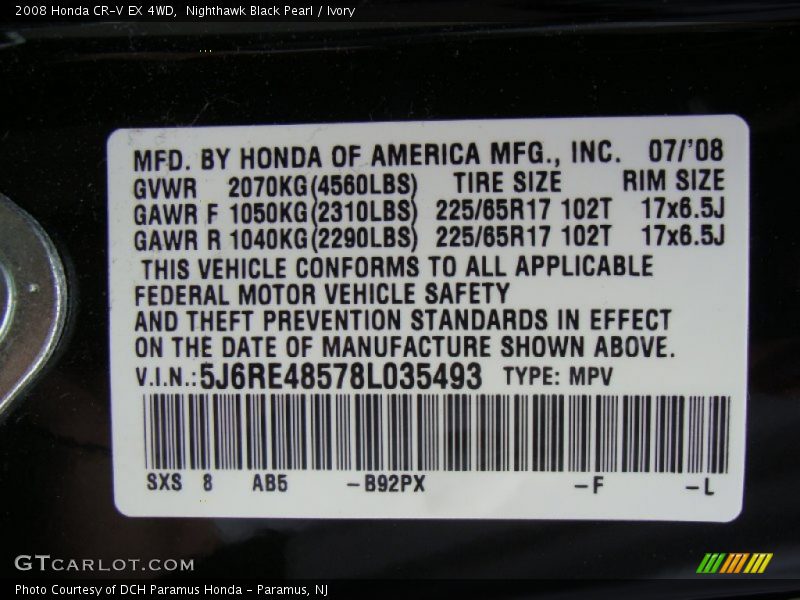 2008 Honda CR-V EX 4WD, Nighthawk Black Pearl / Ivory
MFD. BY HONDA OF AMERICA MFG., INC. 07/'08
GVWR 2070KG(4560LBS) TIRE SIZE RIM SIZE
GAWR F 1050KG(2310LBS) 225/65R17 102T 17x6.5J
GAWR R 1040KG(2290LBS) 225/65R17 102T 17x6.5J
THIS VEHICLE CONFORMS TO ALL APPLICABLE
FEDERAL MOTOR VEHICLE SAFETY
AND THEFT PREVENTION STANDARDS IN EFFECT
ON THE DATE OF MANUFACTURE SHOWN ABOVE.
V.I.N.:5J6RE48578L035493 TYPE: MPV
SXS 8 AB5 -B92PX -F -L
GTCARLOT.COM
Photo Courtesy of DCH Paramus Honda - Paramus, NJ